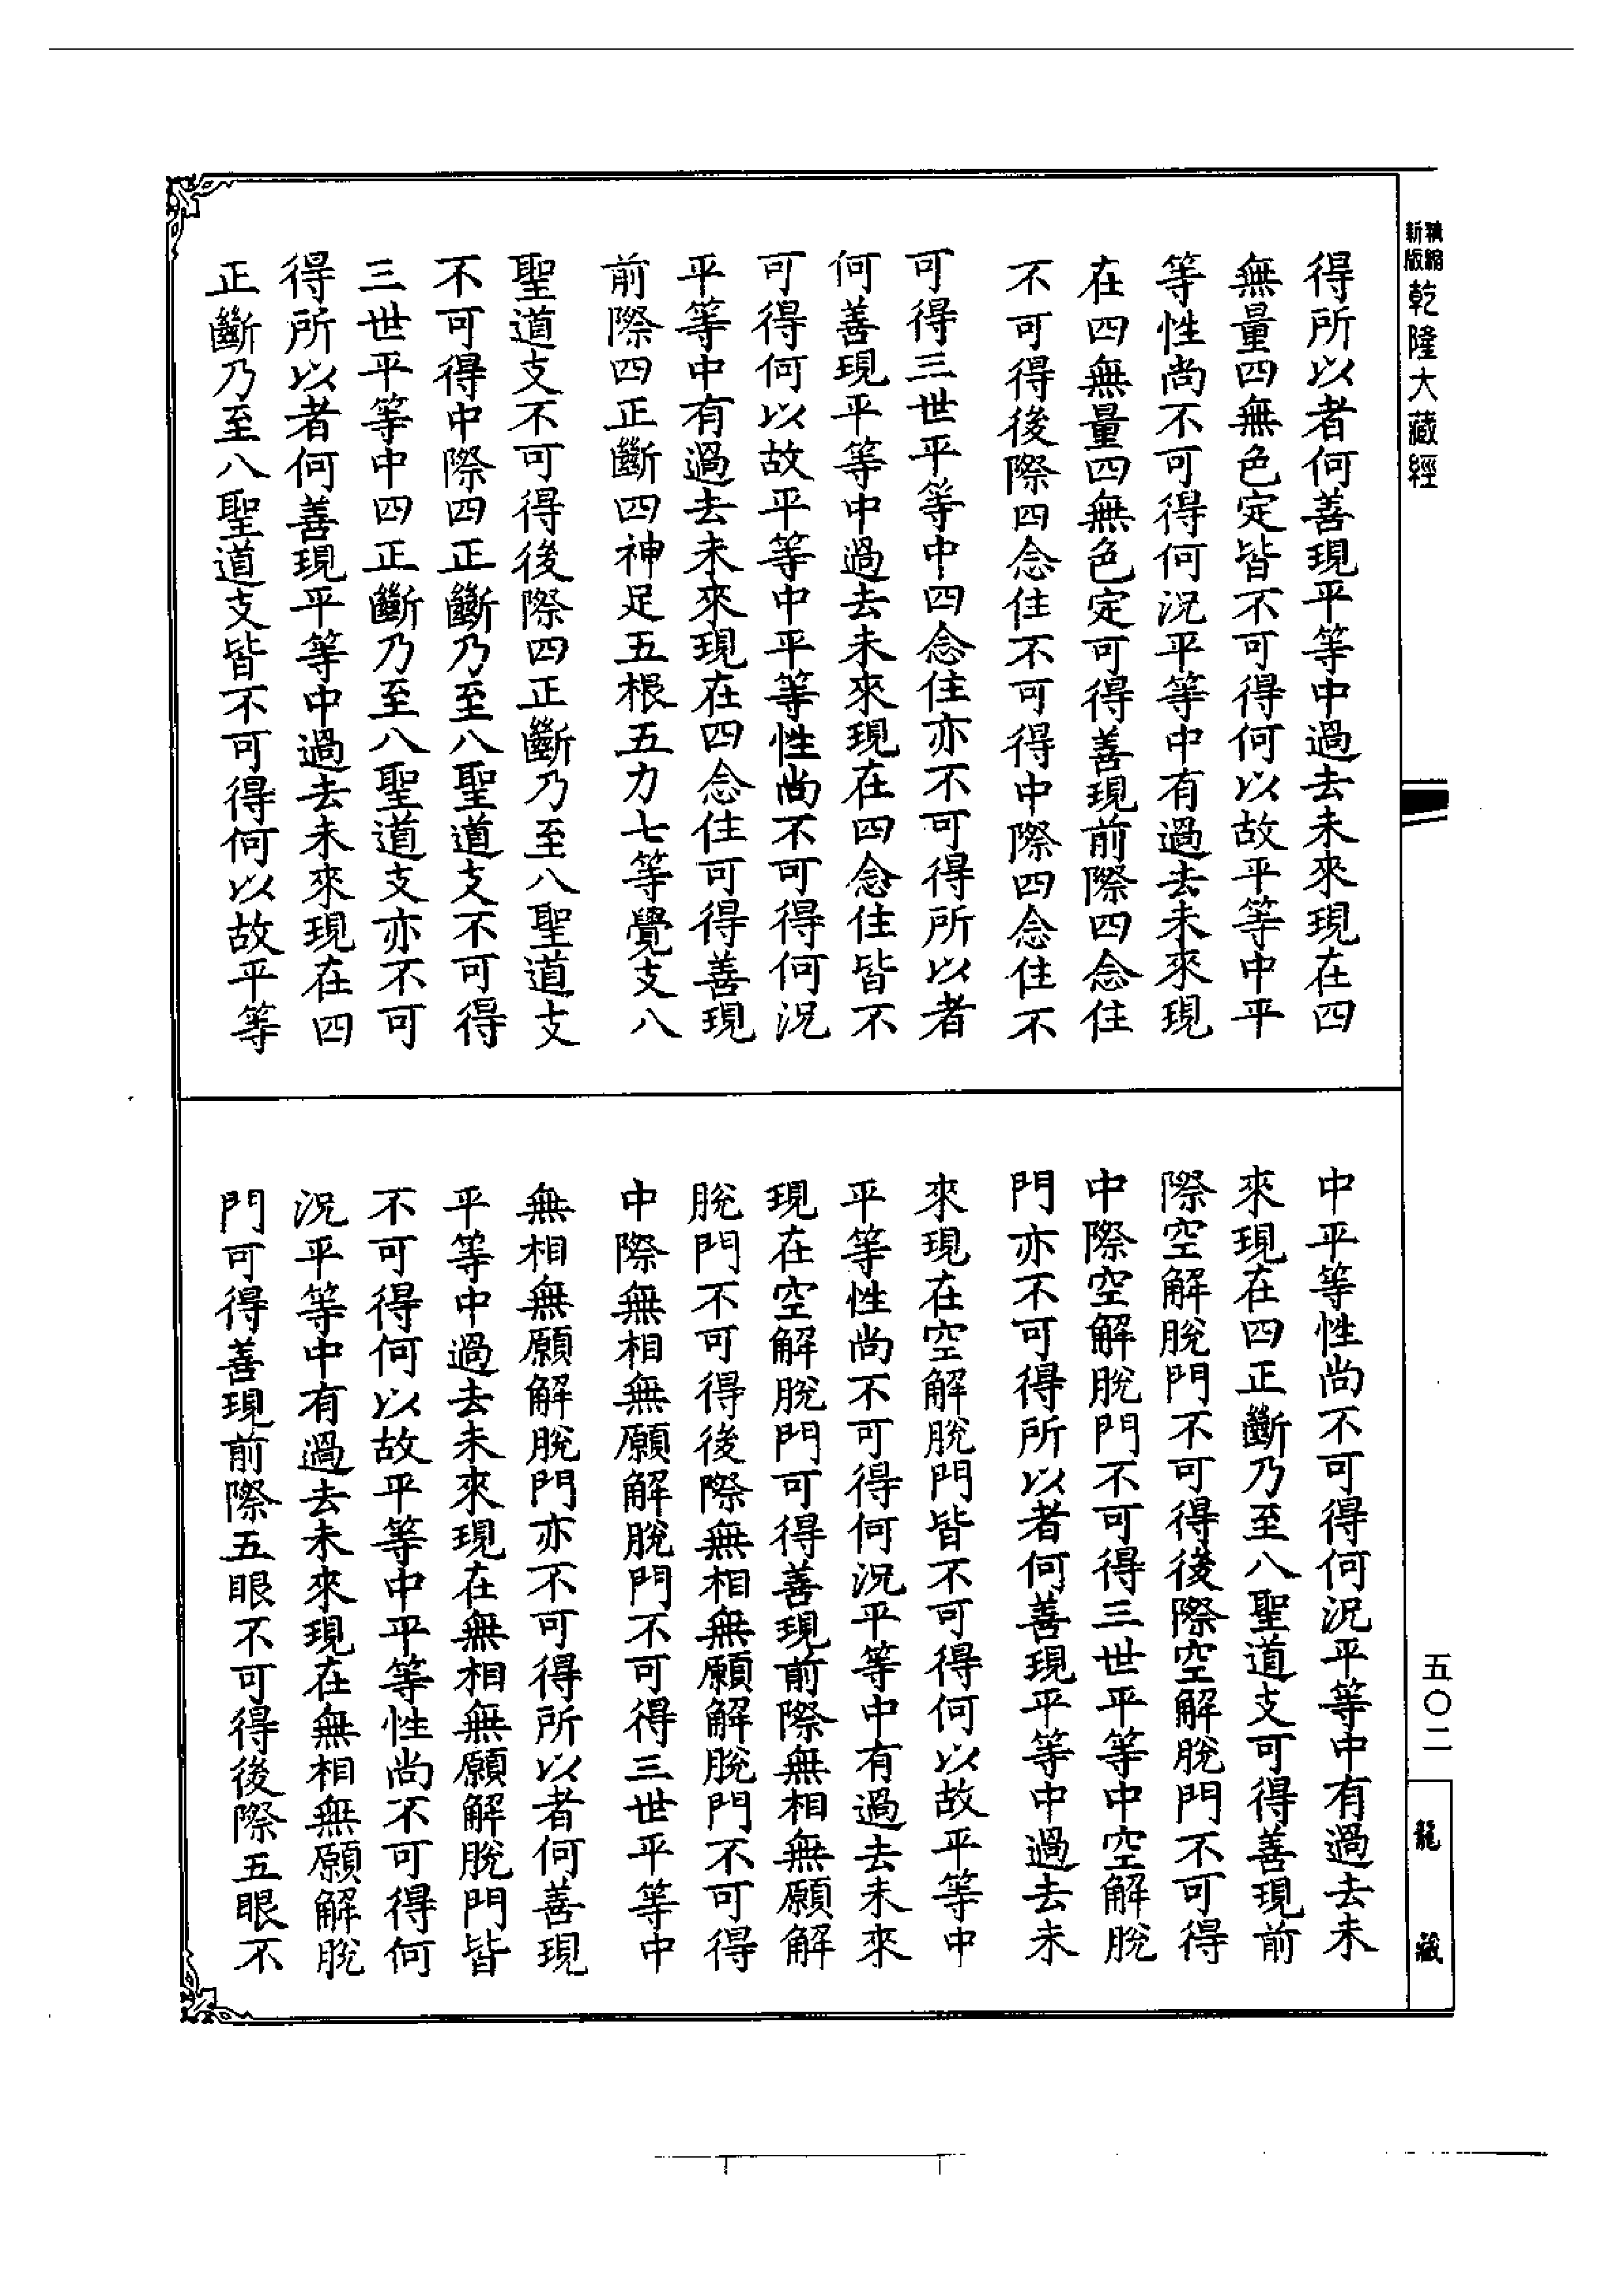 精縮新版乾隆大藏經
得所以者何善現平等中過去未來現在四
無量四無色定皆不可得何以故平等中平
等性尚不可得何況平等中有過去未來現
在四無量四無色定可得善現前際四念住
不可得後際四念住不可得中際四念住不
可得三世平等中四念住亦不可得所以者
何善現平等中過去未來現在四念住皆不
可得何以故平等中平等性尚不可得何況
平等中有過去未來現在四念住可得善現
前際四正斷四神足五根五力七等覺支八
聖道支不可得後際四正斷乃至八聖道支
不可得中際四正斷乃至八聖道支不可得
三世平等中四正斷乃至八聖道支亦不可
得所以者何善現平等中過去未來現在四
正斷乃至八聖道支皆不可得何以故平等
中平等性尚不可得何況平等中有過去未
來現在四正斷乃至八聖道支可得善現前
際空解脫門不可得後際空解脫門不可得
中際空解脫門不可得三世平等中空解脫
門亦不可得所以者何善現平等中過去未
來現在空解脫門皆不可得何以故平等中
平等性尚不可得何況平等中有過去未來
現在空解脫門可得善現前際無相無願解
脫門不可得後際無相無願解脫門不可得
中際無相無願解脫門不可得三世平等中
無相無願解脫門亦不可得所以者何善現
平等中過去未來現在無相無願解脫門皆
不可得何以故平等中平等性尚不可得何
況平等中有過去未來現在無相無願解脫
門可得善現前際五眼不可得後際五眼不
五〇二
龍藏